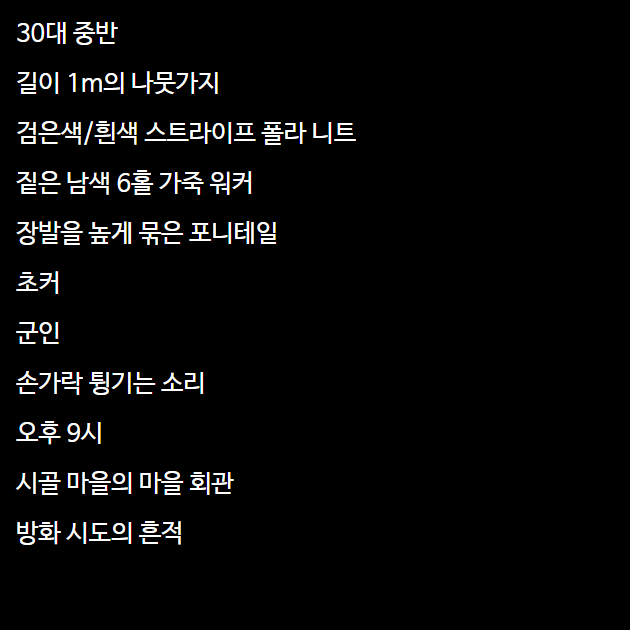 30대 중반
길이 1m의 나뭇가지
검은색/흰색 스트라이프 폴라 니트
짙은 남색 6홀 가죽 워커
장발을 높게 묶은 포니테일
초커
군인
손가락 튕기는 소리
오후 9시
시골 마을의 마을 회관
방화 시도의 흔적